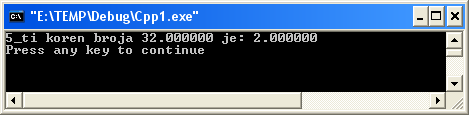 "E:\TEMP\Debug\Cpp1.exe"
5_ti koren broja 32.000000 je: 2.000000
Press any key to continue